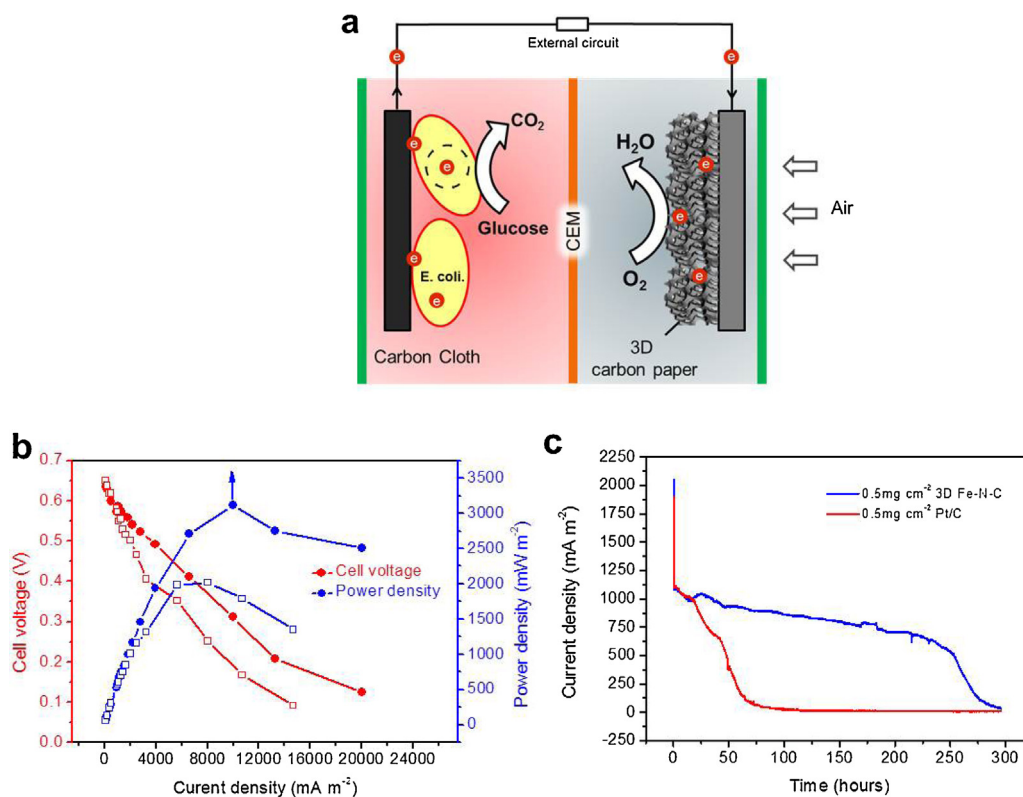 a
External circuit
e
e
CO₂
e
e
Glucose
e
E. coli.
e
Carbon Cloth
CEM
H₂O
e
e
O₂
e
3D
carbon paper
Air
b
Cell voltage (V)
0.7
0.6
0.5
0.4
0.3
0.2
0.1
0.0
Cell voltage
Power density
3500
3000
2500
2000
1500
1000
500
0
Power density (mW m⁻²)
0 4000 8000 12000 16000 20000 24000
Curent density (mA m⁻²)
c
Current density (mA m⁻²)
2250
2000
1750
1500
1250
1000
750
500
250
0
-250
0.5mg cm⁻² 3D Fe-N-C
0.5mg cm⁻² Pt/C
0 50 100 150 200 250 300
Time (hours)